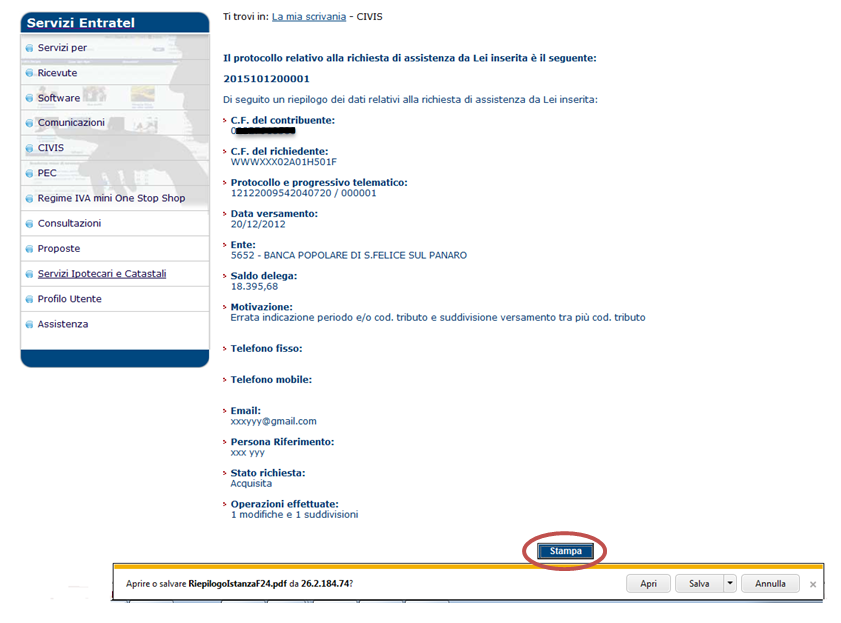 Servizi Entratel
Servizi per
Ricevute
Software
Comunicazioni
CIVIS
PEC
Regime IVA mini One Stop Shop
Consultazioni
Proposte
Servizi Ipotecari e Catastali
Profilo Utente
Assistenza
Ti trovi in: La mia scrivania - CIVIS
Il protocollo relativo alla richiesta di assistenza da Lei inserita è il seguente:
2015101200001
Di seguito un riepilogo dei dati relativi alla richiesta di assistenza da Lei inserita:
C.F. del contribuente:
C.F. del richiedente:
WWWXXX02A01H501F
Protocollo e progressivo telematico:
12122009542040720 / 000001
Data versamento:
20/12/2012
Ente:
5652 - BANCA POPOLARE DI S.FELICE SUL PANARO
Saldo delega:
18.395,68
Motivazione:
Errata indicazione periodo e/o cod. tributo e suddivisione versamento tra più cod. tributo
Telefono fisso:
Telefono mobile:
Email:
xxxyyy@gmail.com
Persona Riferimento:
xxx yyy
Stato richiesta:
Acquisita
Operazioni effettuate:
1 modifiche e 1 suddivisioni
Stampa
Aprire o salvare RiepilogoIstanzaF24.pdf da 26.2.184.74?
Apri
Salva
Annulla